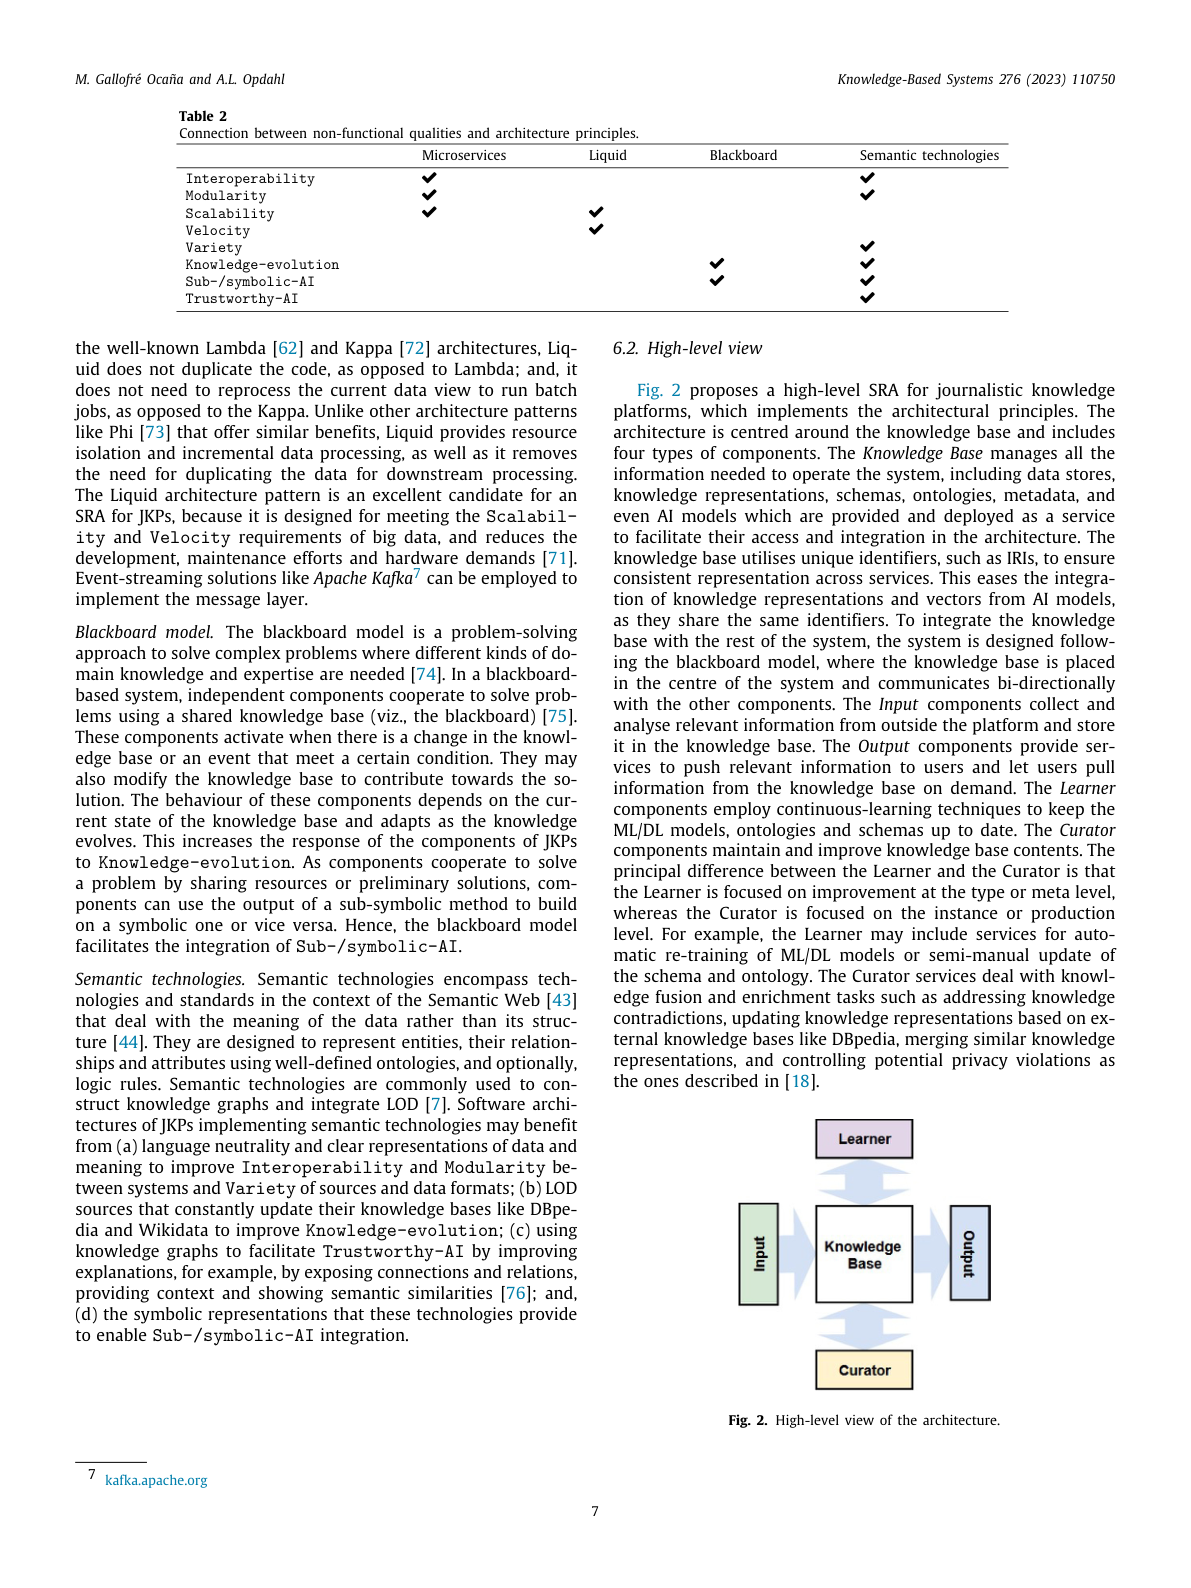 M. Gallofré Ocaña and A.L. Opdahl
Knowledge-Based Systems 276 (2023) 110750
Table 2
Connection between non-functional qualities and architecture principles.
Microservices Liquid Blackboard Semantic technologies
Interoperability ✔ ✔
Modularity ✔ ✔
Scalability ✔ ✔
Velocity ✔
Variety ✔
Knowledge-evolution ✔ ✔
Sub-/symbolic-AI ✔ ✔
Trustworthy-AI ✔
the well-known Lambda [62] and Kappa [72] architectures, Liq-
uid does not duplicate the code, as opposed to Lambda; and, it
does not need to reprocess the current data view to run batch
jobs, as opposed to the Kappa. Unlike other architecture patterns
like Phi [73] that offer similar benefits, Liquid provides resource
isolation and incremental data processing, as well as it removes
the need for duplicating the data for downstream processing.
The Liquid architecture pattern is an excellent candidate for an
SRA for JKPs, because it is designed for meeting the Scalabil-
ity and Velocity requirements of big data, and reduces the
development, maintenance efforts and hardware demands [71].
Event-streaming solutions like Apache Kafka7 can be employed to
implement the message layer.
Blackboard model. The blackboard model is a problem-solving
approach to solve complex problems where different kinds of do-
main knowledge and expertise are needed [74]. In a blackboard-
based system, independent components cooperate to solve prob-
lems using a shared knowledge base (viz., the blackboard) [75].
These components activate when there is a change in the knowl-
edge base or an event that meet a certain condition. They may
also modify the knowledge base to contribute towards the so-
lution. The behaviour of these components depends on the cur-
rent state of the knowledge base and adapts as the knowledge
evolves. This increases the response of the components of JKPs
to Knowledge-evolution. As components cooperate to solve
a problem by sharing resources or preliminary solutions, com-
ponents can use the output of a sub-symbolic method to build
on a symbolic one or vice versa. Hence, the blackboard model
facilitates the integration of Sub-/symbolic-AI.
Semantic technologies. Semantic technologies encompass tech-
nologies and standards in the context of the Semantic Web [43]
that deal with the meaning of the data rather than its struc-
ture [44]. They are designed to represent entities, their relation-
ships and attributes using well-defined ontologies, and optionally,
logic rules. Semantic technologies are commonly used to con-
struct knowledge graphs and integrate LOD [7]. Software archi-
tectures of JKPs implementing semantic technologies may benefit
from (a) language neutrality and clear representations of data and
meaning to improve Interoperability and Modularity be-
tween systems and Variety of sources and data formats; (b) LOD
sources that constantly update their knowledge bases like DBpe-
dia and Wikidata to improve Knowledge-evolution; (c) using
knowledge graphs to facilitate Trustworthy-AI by improving
explanations, for example, by exposing connections and relations,
providing context and showing semantic similarities [76]; and,
(d) the symbolic representations that these technologies provide
to enable Sub-/symbolic-AI integration.
7 kafka.apache.org
6.2. High-level view
Fig. 2 proposes a high-level SRA for journalistic knowledge
platforms, which implements the architectural principles. The
architecture is centred around the knowledge base and includes
four types of components. The Knowledge Base manages all the
information needed to operate the system, including data stores,
knowledge representations, schemas, ontologies, metadata, and
even AI models which are provided and deployed as a service
to facilitate their access and integration in the architecture. The
knowledge base utilises unique identifiers, such as IRIs, to ensure
consistent representation across services. This eases the integra-
tion of knowledge representations and vectors from AI models,
as they share the same identifiers. To integrate the knowledge
base with the rest of the system, the system is designed follow-
ing the blackboard model, where the knowledge base is placed
in the centre of the system and communicates bi-directionally
with the other components. The Input components collect and
analyse relevant information from outside the platform and store
it in the knowledge base. The Output components provide ser-
vices to push relevant information to users and let users pull
information from the knowledge base on demand. The Learner
components employ continuous-learning techniques to keep the
ML/DL models, ontologies and schemas up to date. The Curator
components maintain and improve knowledge base contents. The
principal difference between the Learner and the Curator is that
the Learner is focused on improvement at the type or meta level,
whereas the Curator is focused on the instance or production
level. For example, the Learner may include services for auto-
matic re-training of ML/DL models or semi-manual update of
the schema and ontology. The Curator services deal with knowl-
edge fusion and enrichment tasks such as addressing knowledge
contradictions, updating knowledge representations based on ex-
ternal knowledge bases like DBpedia, merging similar knowledge
representations, and controlling potential privacy violations as
the ones described in [18].
Learner
Input
Knowledge
Base
Output
Curator
Fig. 2. High-level view of the architecture.
7